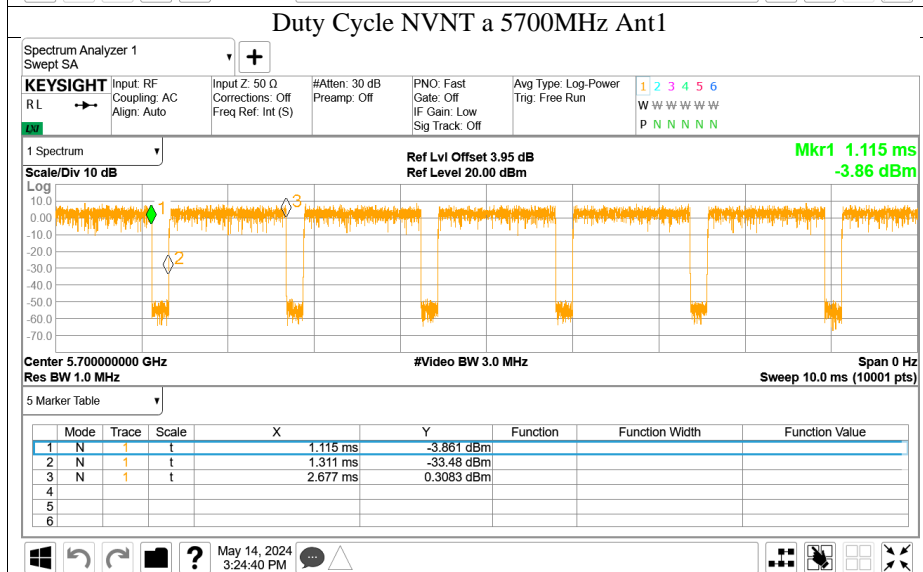 Duty Cycle NVNT a 5700MHz Ant1
Spectrum Analyzer 1
Swept SA
+
KEYSIGHT
R L
LXI
Input: RF
Coupling: AC
Align: Auto
Input Z: 50 Ω
Corrections: Off
Freq Ref: Int (S)
#Atten: 30 dB
Preamp: Off
PNO: Fast
Gate: Off
IF Gain: Low
Sig Track: Off
Avg Type: Log-Power
Trig: Free Run
1 2 3 4 5 6
W W W W W W
P N N N N N
1 Spectrum
Scale/Div 10 dB
Ref Lvl Offset 3.95 dB
Ref Level 20.00 dBm
Mkr1 1.115 ms
-3.86 dBm
Log
10.0
0.00
-10.0
-20.0
-30.0
-40.0
-50.0
-60.0
-70.0
1
2
3
Center 5.700000000 GHz
#Video BW 3.0 MHz
Span 0 Hz
Res BW 1.0 MHz
Sweep 10.0 ms (10001 pts)
5 Marker Table
Mode Trace Scale X Y Function Function Width Function Value
1 N 1 t 1.115 ms -3.861 dBm
2 N 1 t 1.311 ms -33.48 dBm
3 N 1 t 2.677 ms 0.3083 dBm
4
5
6
?
May 14, 2024
3:24:40 PM